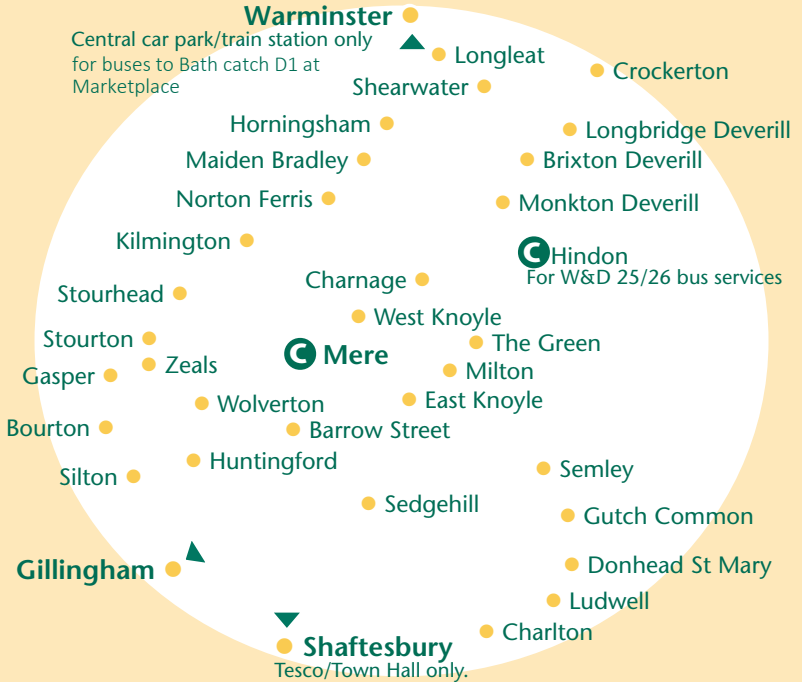 Warminster
Central car park/train station only
for buses to Bath catch D1 at
Marketplace
Longleat
Crockerton
Shearwater
Horningsham
Longbridge Deverill
Maiden Bradley
Brixton Deverill
Norton Ferris
Monkton Deverill
Kilmington
C Hindon
For W&D 25/26 bus services
Charnage
Stourhead
West Knoyle
Stourton
The Green
C Mere
Zeals
Gasper
Milton
Wolverton
East Knoyle
Bourton
Barrow Street
Huntingford
Semley
Silton
Sedgehill
Gutch Common
Gillingham
Donhead St Mary
Ludwell
Charlton
Shaftesbury
Tesco/Town Hall only.